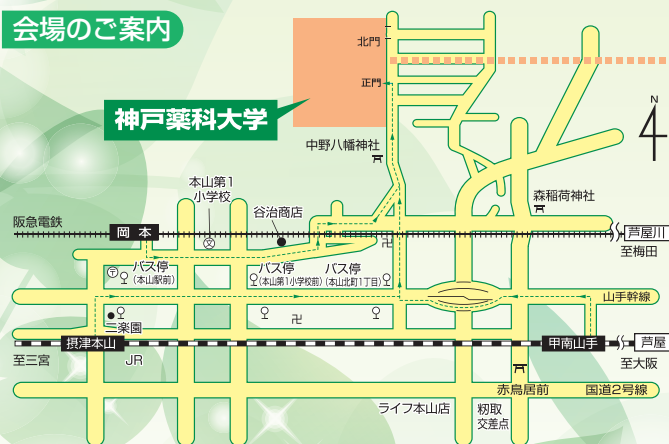 会場のご案内
北門
正門
神戸薬科大学
N
中野八幡神社
本山第1
小学校
谷治商店
森稲荷神社
阪急電鉄
岡本
芦屋川
至梅田
バス停
(本山駅前)
バス停
(本山第1小学校前)
バス停
(本山北町1丁目)
山手幹線
二楽園
摂津本山
甲南山手
芦屋
至三宮
JR
至大阪
赤鳥居前
国道2号線
ライフ本山店
籾取
交差点